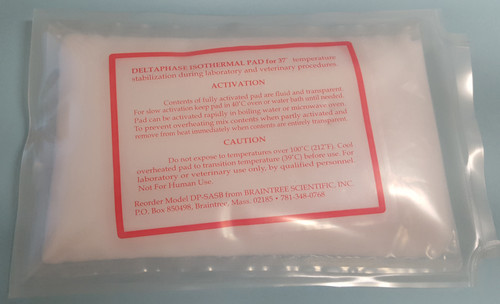 DELTAPHASE ISOTHERMAL PAD for 37° temperature
stabilization during laboratory and veterinary procedures.
ACTIVATION
Contents of fully activated pad are fluid and transparent.
For slow activation keep pad in 45°C oven or water bath until needed.
Pad can be activated rapidly in boiling water or microwave oven.
To prevent overheating mix contents when partly activated and
remove from heat immediately when contents are entirely transparent.
CAUTION
Do not expose to temperatures over 100°C (212°F). Cool
overheated pad to transition temperature (39°C) before use. For
laboratory or veterinary use only, by qualified personnel
Not For Human Use.
Reorder Model DP-SASB from BRAINTREE SCIENTIFIC, INC
P.O. Box 850498, Braintree, Mass. 02185 • 781-348-0768